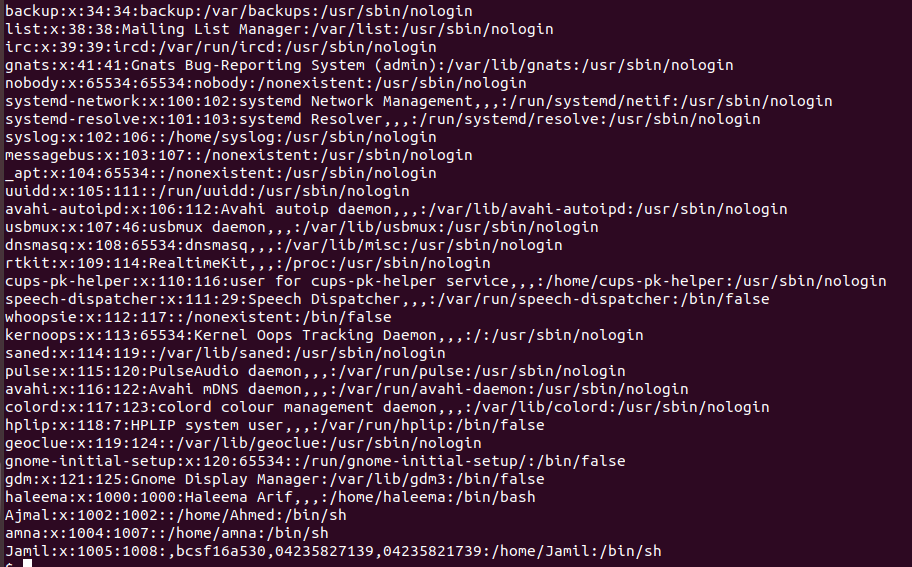 backup:x:34:34:backup:/var/backups:/usr/sbin/nologin
list:x:38:38:Mailing List Manager:/var/list:/usr/sbin/nologin
irc:x:39:39:ircd:/var/run/ircd:/usr/sbin/nologin
gnats:x:41:41:Gnats Bug-Reporting System (admin):/var/lib/gnats:/usr/sbin/nologin
nobody:x:65534:65534:nobody:/nonexistent:/usr/sbin/nologin
systemd-network:x:100:102:systemd Network Management,,,:/run/systemd/netif:/usr/sbin/nologin
systemd-resolve:x:101:103:systemd Resolver,,,:/run/systemd/resolve:/usr/sbin/nologin
syslog:x:102:106::/home/syslog:/usr/sbin/nologin
messagebus:x:103:107::/nonexistent:/usr/sbin/nologin
_apt:x:104:65534::/nonexistent:/usr/sbin/nologin
uuidd:x:105:111::/run/uuidd:/usr/sbin/nologin
avahi-autoipd:x:106:112:Avahi autoip daemon,,,:/var/lib/avahi-autoipd:/usr/sbin/nologin
usbmux:x:107:46:usbmux daemon,,,:/var/lib/usbmux:/usr/sbin/nologin
dnsmasq:x:108:65534:dnsmasq,,,:/var/lib/misc:/usr/sbin/nologin
rtkit:x:109:114:RealtimeKit,,,:/proc:/usr/sbin/nologin
cups-pk-helper:x:110:116:user for cups-pk-helper service,,,:/home/cups-pk-helper:/usr/sbin/nologin
speech-dispatcher:x:111:29:Speech Dispatcher,,,:/var/run/speech-dispatcher:/bin/false
whoopsie:x:112:117::/nonexistent:/bin/false
kernoops:x:113:65534:Kernel Oops Tracking Daemon,,,:/:/usr/sbin/nologin
saned:x:114:119::/var/lib/saned:/usr/sbin/nologin
pulse:x:115:120:PulseAudio daemon,,,:/var/run/pulse:/usr/sbin/nologin
avahi:x:116:122:Avahi mDNS daemon,,,:/var/run/avahi-daemon:/usr/sbin/nologin
colord:x:117:123:colord colour management daemon,,,:/var/lib/colord:/usr/sbin/nologin
hplip:x:118:7:HPLIP system user,,,:/var/run/hplip:/bin/false
geoclue:x:119:124::/var/lib/geoclue:/usr/sbin/nologin
gnome-initial-setup:x:120:65534::/run/gnome-initial-setup/:/bin/false
gdm:x:121:125:Gnome Display Manager:/var/lib/gdm3:/bin/false
haleema:x:1000:1000:Haleema Arif,,,:/home/haleema:/bin/bash
Ajmal:x:1002:1002::/home/Ahmed:/bin/sh
amna:x:1004:1007::/home/amna:/bin/sh
Jamil:x:1005:1008:,bcsf16a530,04235827139,04235821739:/home/Jamil:/bin/sh
$